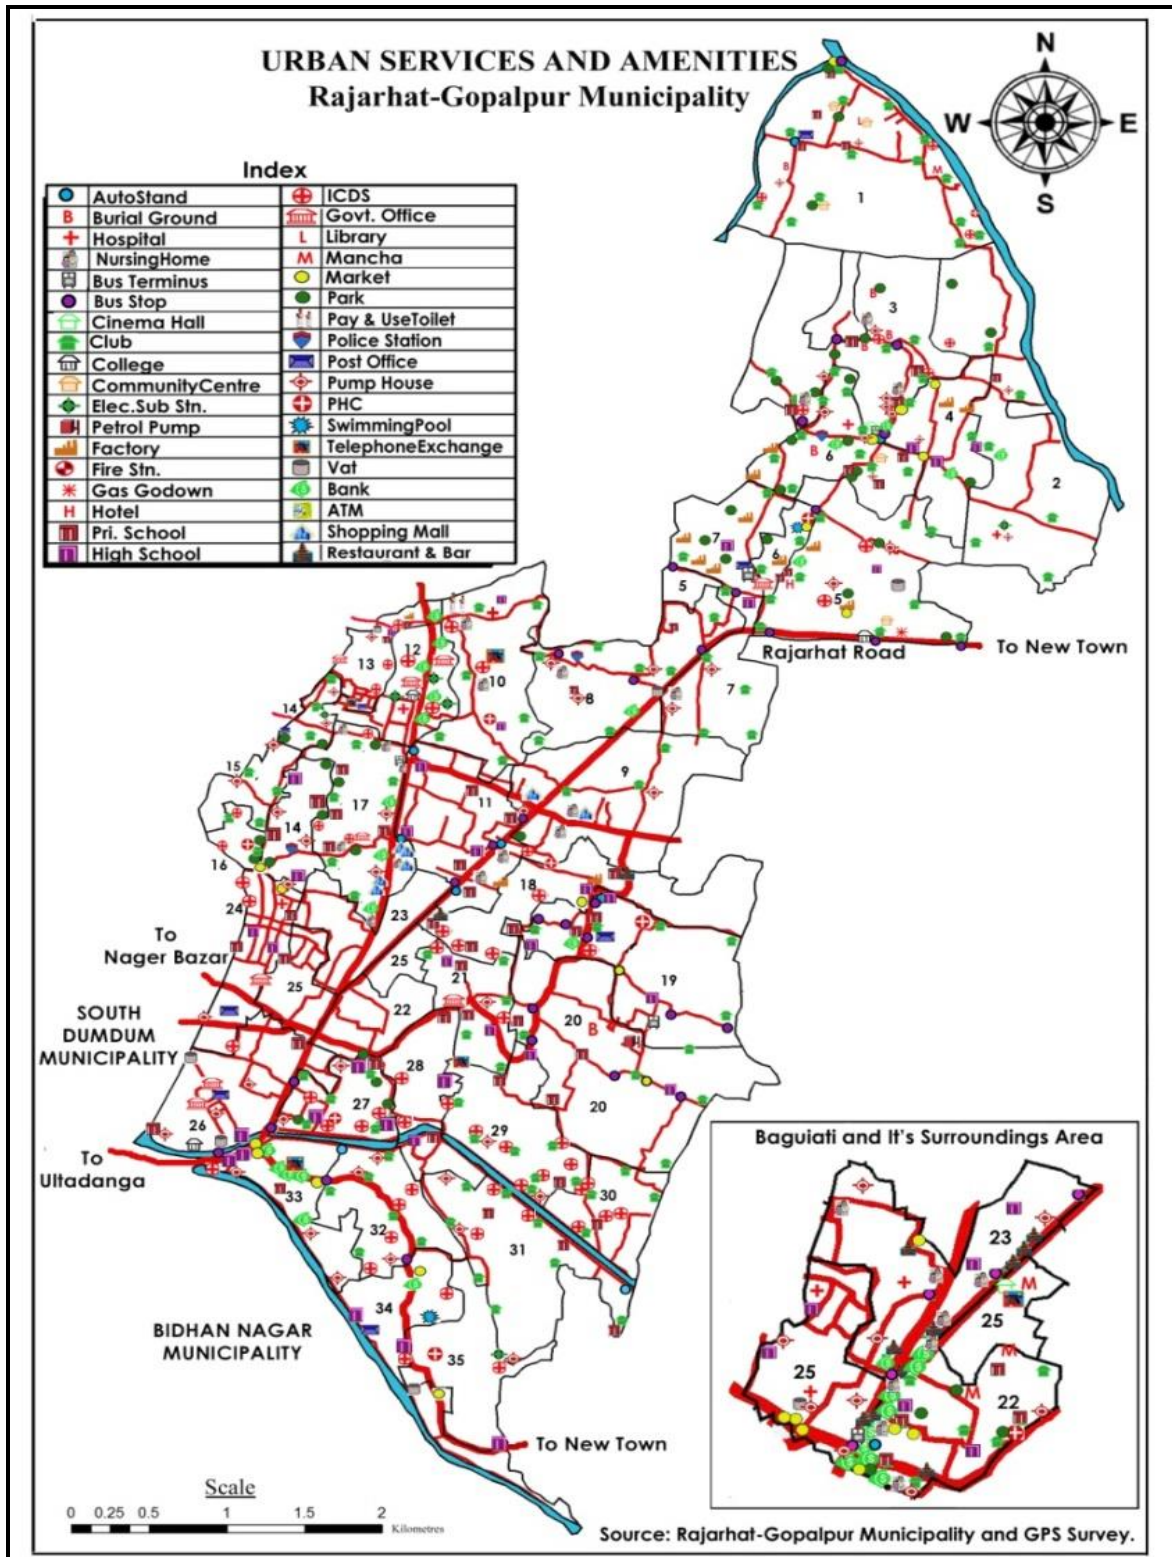 URBAN SERVICES AND AMENITIES
Rajarhat-Gopalpur Municipality
N
W E
S
Index
AutoStand
B Burial Ground
Hospital
NursingHome
Bus Terminus
Bus Stop
Cinema Hall
Club
College
CommunityCentre
Elec.Sub Stn.
Petrol Pump
Factory
Fire Stn.
Gas Godown
H Hotel
Pri. School
High School
ICDS
Govt. Office
L Library
M Mancha
Market
Park
Pay & UseToilet
Police Station
Post Office
Pump House
PHC
SwimmingPool
TelephoneExchange
Vat
Bank
ATM
Shopping Mall
Restaurant & Bar
L
B
M
1
B
3
B
B
4
B
6
2
7
6
5
H
5
Rajarhat Road
To New Town
12
13
10
8
7
14
15
9
17
11
14
16
18
24
23
To
Nager Bazar
25
21
19
25
22
20
B
SOUTH
DUMDUM
MUNICIPALITY
28
27
20
26
29
To
Ultadanga
33
30
32
31
34
BIDHAN NAGAR
MUNICIPALITY
35
To New Town
Baguiati and It's Surroundings Area
23
M
25
M
25
M
22
Scale
0 0.25 0.5 1 2
Kilometres
Source: Rajarhat-Gopalpur Municipality and GPS Survey.